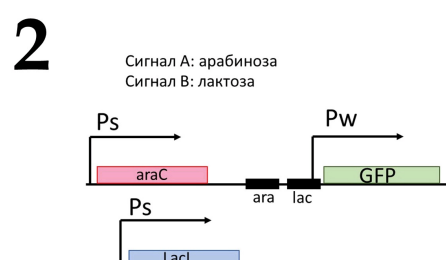 2
Сигнал А: арабиноза
Сигнал В: лактоза
Ps
Pw
araC
GFP
ara
lac
Ps
LacI